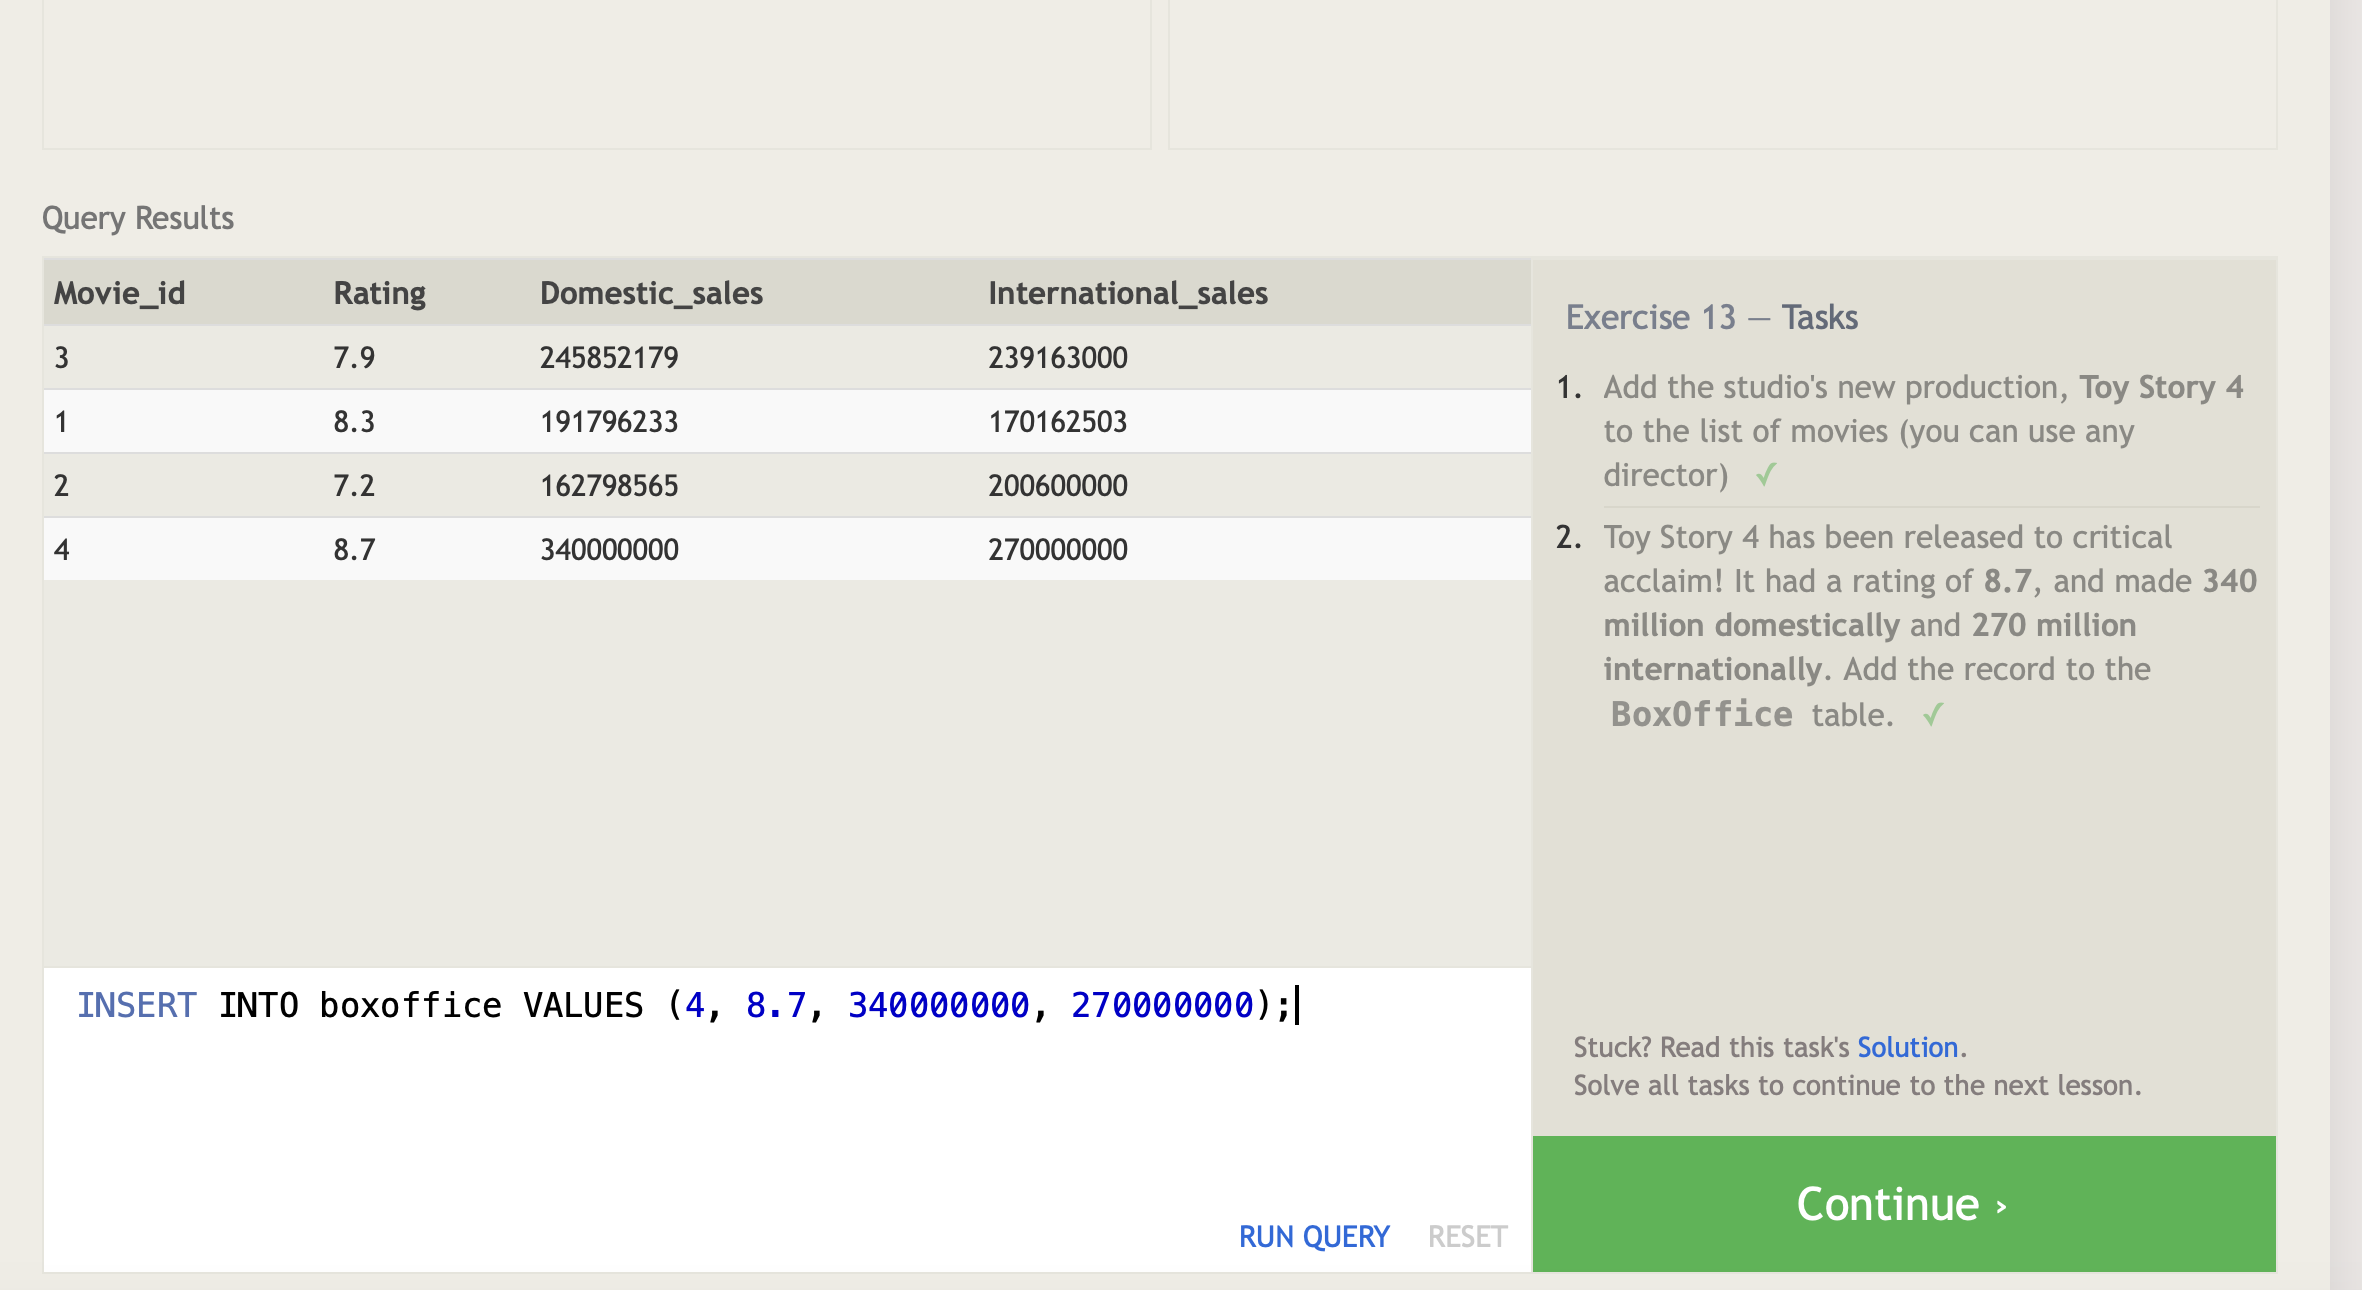 Query Results
Movie_id Rating Domestic_sales International_sales
3 7.9 245852179 239163000
1 8.3 191796233 170162503
2 7.2 162798565 200600000
4 8.7 340000000 270000000
INSERT INTO boxoffice VALUES (4, 8.7, 340000000, 270000000);
RUN QUERY RESET
Exercise 13 — Tasks
1. Add the studio's new production, Toy Story 4
to the list of movies (you can use any
director) ✓
2. Toy Story 4 has been released to critical
acclaim! It had a rating of 8.7, and made 340
million domestically and 270 million
internationally. Add the record to the
BoxOffice table. ✓
Stuck? Read this task's Solution.
Solve all tasks to continue to the next lesson.
Continue ›